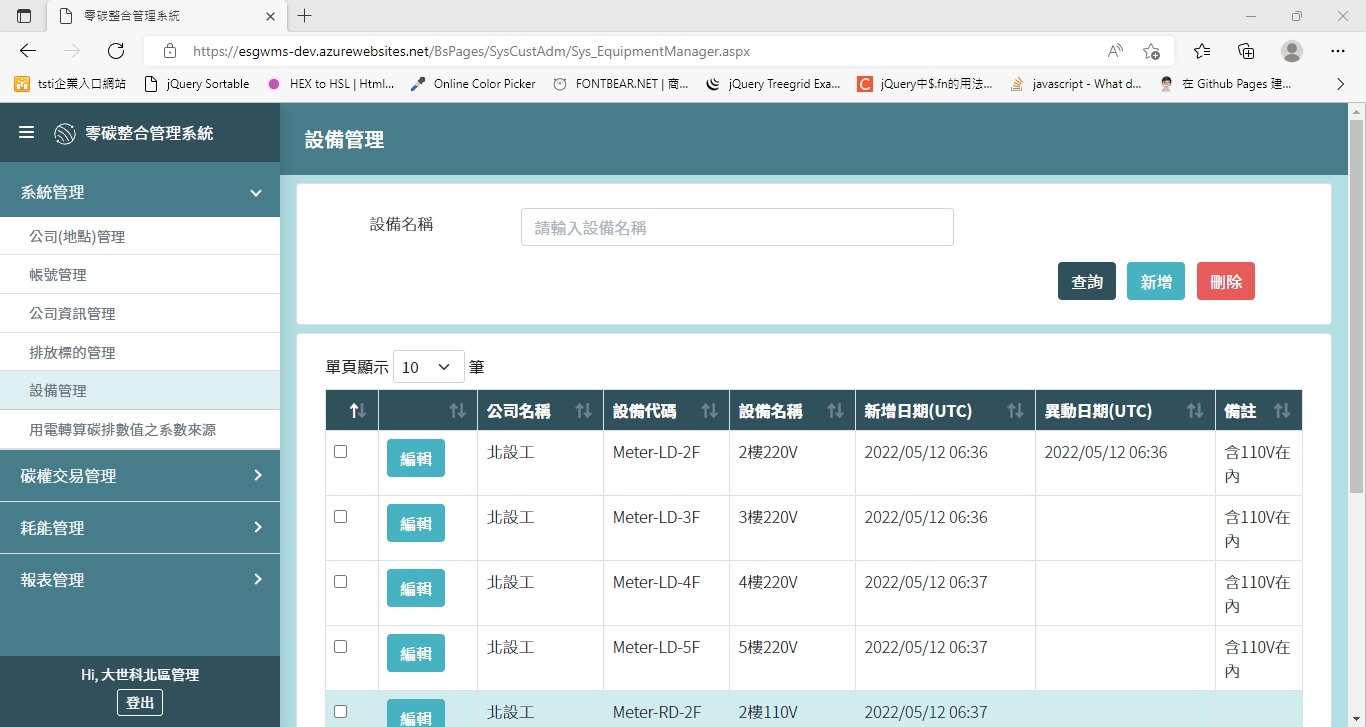 零碳整合管理系統
https://esgwms-dev.azurewebsites.net/BsPages/SysCustAdm/Sys_EquipmentManager.aspx
tsti企業入口網站 jQuery Sortable HEX to HSL | Html... Online Color Picker FONTBEAR.NET | 商... jQuery Treegrid Exa... jQuery中$.fn的用法... javascript - What d... 在 Github Pages 建...
零碳整合管理系統
設備管理
系統管理
公司(地點)管理
帳號管理
公司資訊管理
排放標的管理
設備管理
用電轉算碳排數值之系數來源
碳權交易管理
耗能管理
報表管理
Hi, 大世科北區管理
登出
設備名稱 請輸入設備名稱
查詢 新增 刪除
單頁顯示 10 筆
公司名稱 設備代碼 設備名稱 新增日期(UTC) 異動日期(UTC) 備註
編輯 北設工 Meter-LD-2F 2樓220V 2022/05/12 06:36 2022/05/12 06:36 含110V在
內
編輯 北設工 Meter-LD-3F 3樓220V 2022/05/12 06:36 含110V在
內
編輯 北設工 Meter-LD-4F 4樓220V 2022/05/12 06:37 含110V在
內
編輯 北設工 Meter-LD-5F 5樓220V 2022/05/12 06:37 含110V在
內
編輯 北設工 Meter-RD-2F 2樓110V 2022/05/12 06:37